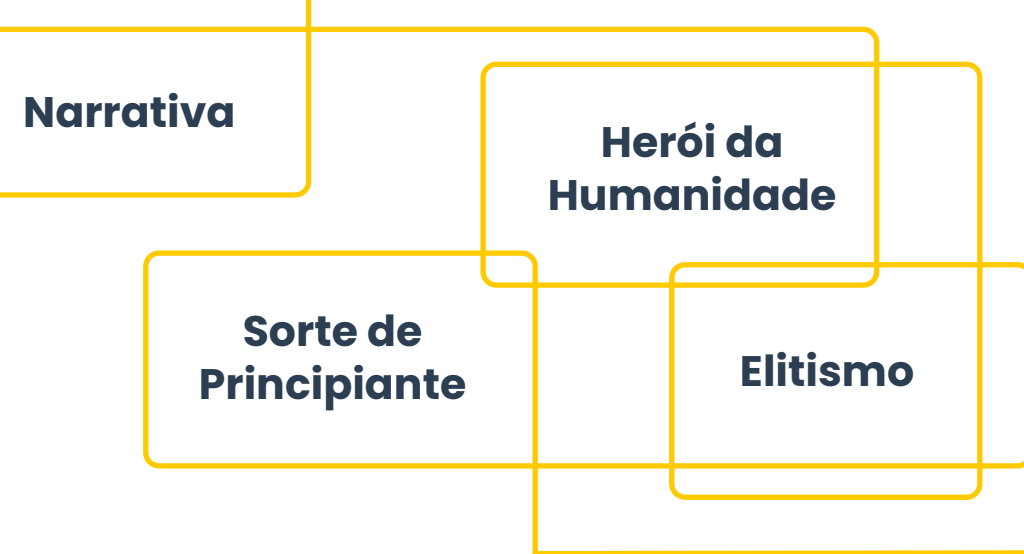 Narrativa
Herói da
Humanidade
Sorte de
Principiante
Elitismo